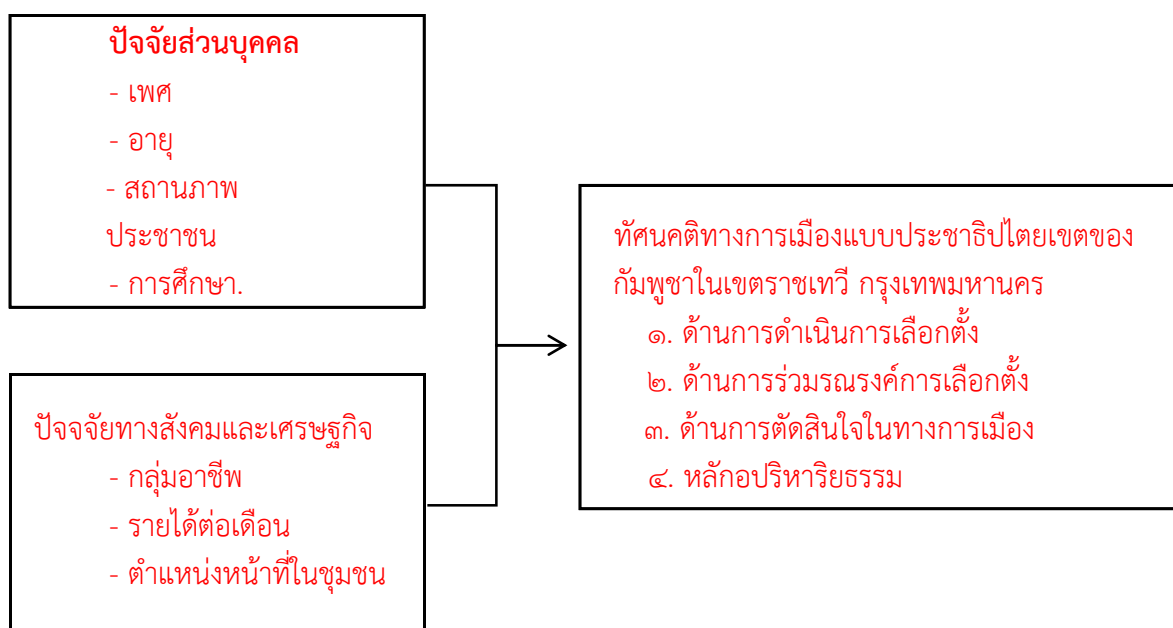 ปัจจัยส่วนบุคคล
- เพศ
- อายุ
- สถานภาพ
ประชาชน
- การศึกษา.
ปัจจจัยทางสังคมและเศรษฐกิจ
- กลุ่มอาชีพ
- รายได้ต่อเดือน
- ตำแหน่งหน้าที่ในชุมชน
ทัศนคติทางการเมืองแบบประชาธิปไตยเขตของ
กัมพูชาในเขตราชเทวี กรุงเทพมหานคร
๑. ด้านการดำเนินการเลือกตั้ง
๒. ด้านการร่วมรณรงค์การเลือกตั้ง
๓. ด้านการตัดสินใจในทางการเมือง
๔. หลักอปริหาริยธรรม